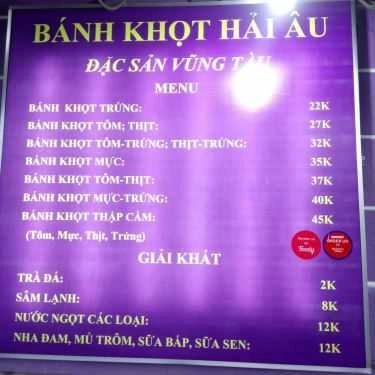 BÁNH KHỌT HẢI ÂU
ĐẶC SẢN VŨNG TÀU
MENU
BÁNH KHỌT TRỨNG: 22K
BÁNH KHỌT TÔM; THỊT: 27K
BÁNH KHỌT TÔM-TRỨNG; THỊT-TRỨNG: 32K
BÁNH KHỌT MỰC: 35K
BÁNH KHỌT TÔM-THỊT: 37K
BÁNH KHỌT MỰC-TRỨNG: 40K
BÁNH KHỌT THẬP CẨM: 45K
(Tôm, Mực, Thịt, Trứng)
GIẢI KHÁT
TRÀ ĐÁ: 2K
SÂM LẠNH: 8K
NƯỚC NGỌT CÁC LOẠI: 12K
NHA ĐAM, MỦ TRÔM, SỮA BẮP, SỮA SEN: 12K